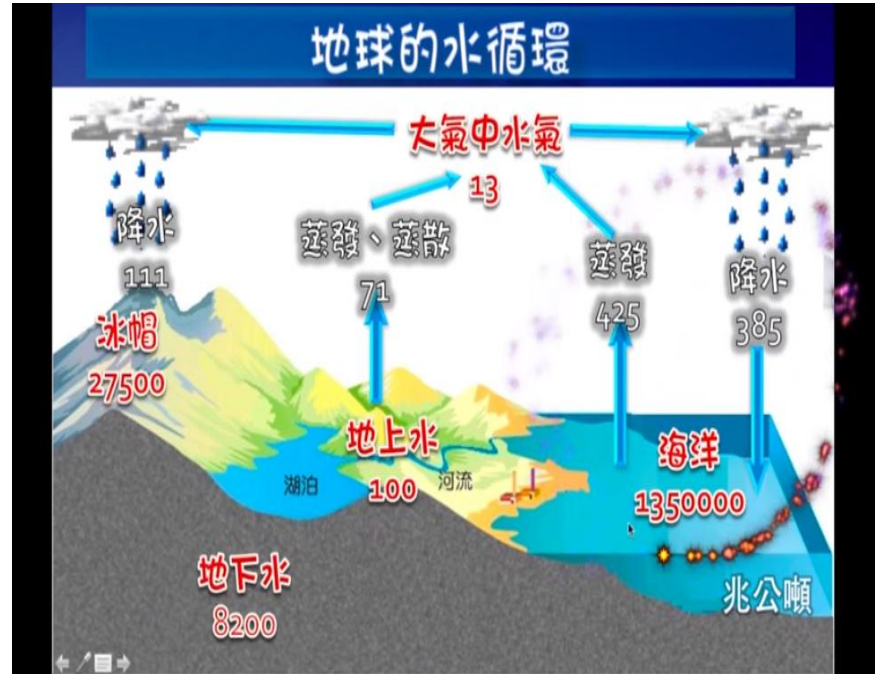 地球的水循環
大氣中水氣
13
降水
111
蒸發、蒸散
71
蒸發
425
降水
385
冰帽
27500
地上水
100
湖泊
河流
海洋
1350000
地下水
8200
兆公噸